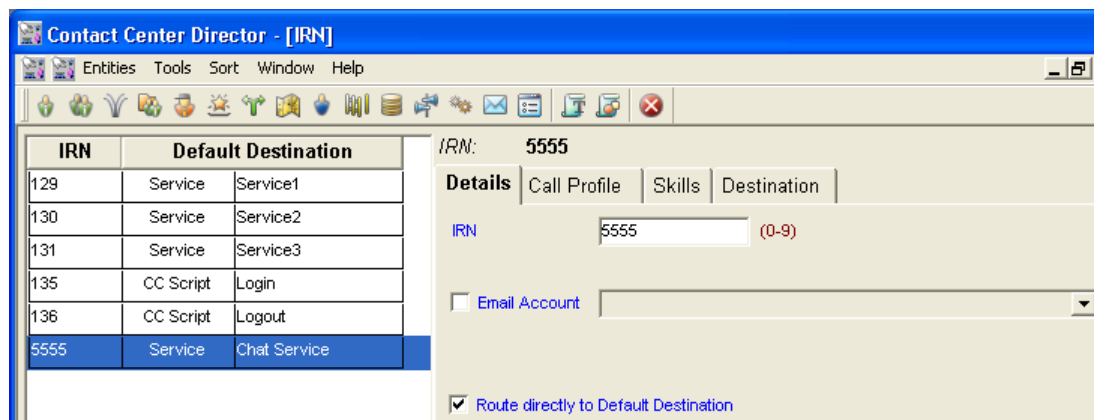 Contact Center Director - [IRN]
Entities Tools Sort Window Help
IRN Default Destination
129 Service Service1
130 Service Service2
131 Service Service3
135 CC Script Login
136 CC Script Logout
5555 Service Chat Service
IRN: 5555
Details Call Profile Skills Destination
IRN 5555 (0-9)
Email Account
Route directly to Default Destination